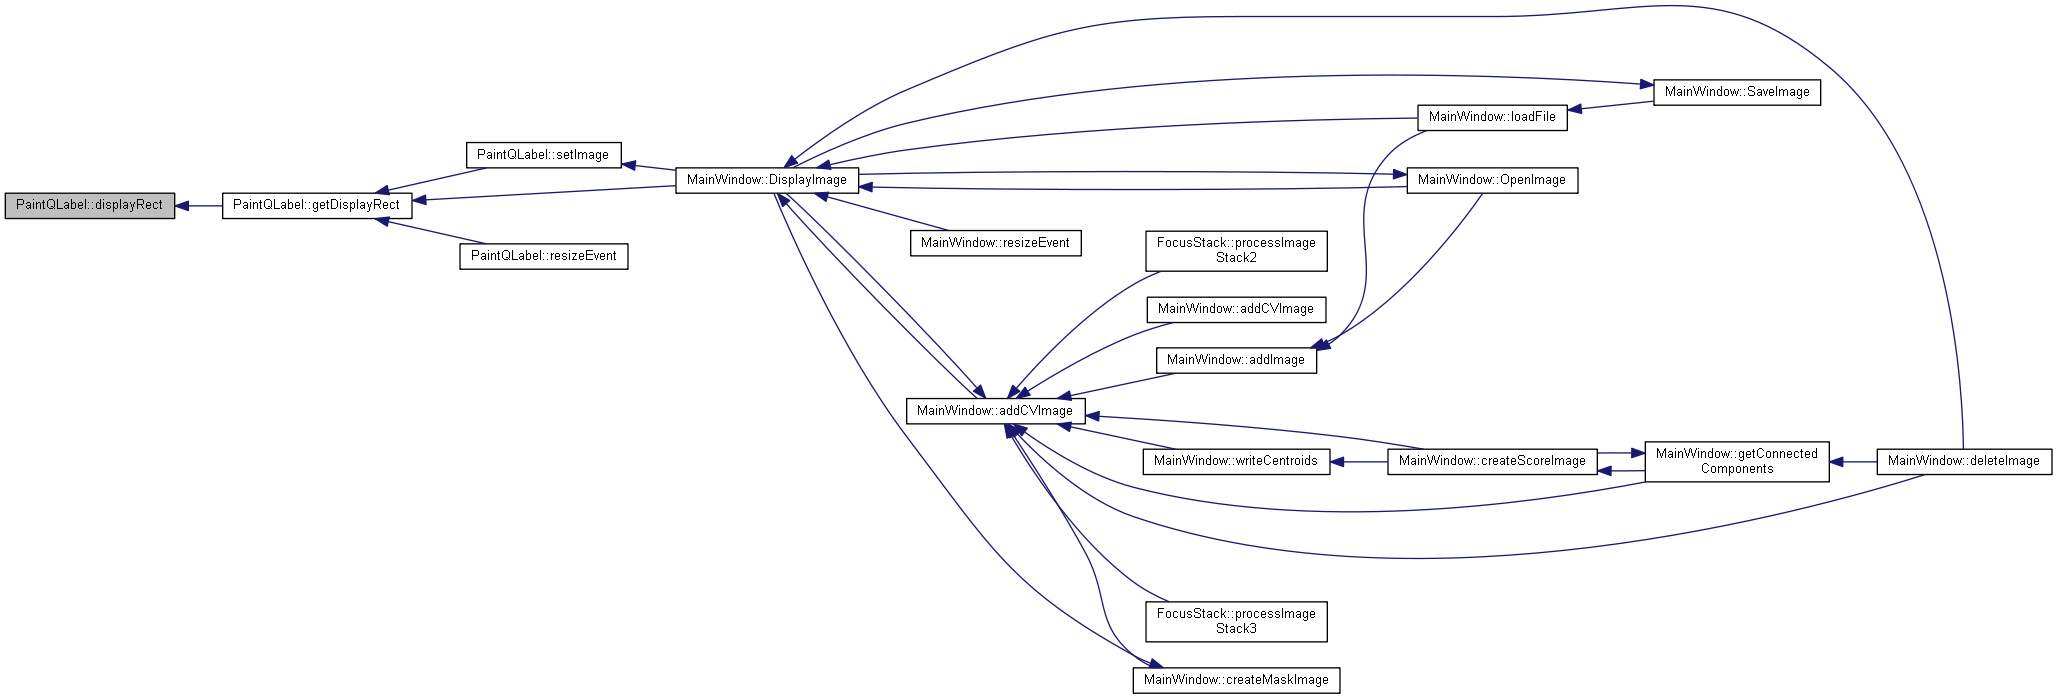 PaintQLabel::displayRect
PaintQLabel::getDisplayRect
PaintQLabel::setImage
PaintQLabel::resizeEvent
MainWindow::DisplayImage
MainWindow::SaveImage
MainWindow::loadFile
MainWindow::OpenImage
MainWindow::resizeEvent
FocusStack::processImage
Stack2
MainWindow::addCVImage
MainWindow::addImage
MainWindow::addCVImage
MainWindow::writeCentroids
MainWindow::createScoreImage
MainWindow::getConnected
Components
MainWindow::deleteImage
FocusStack::processImage
Stack3
MainWindow::createMaskImage